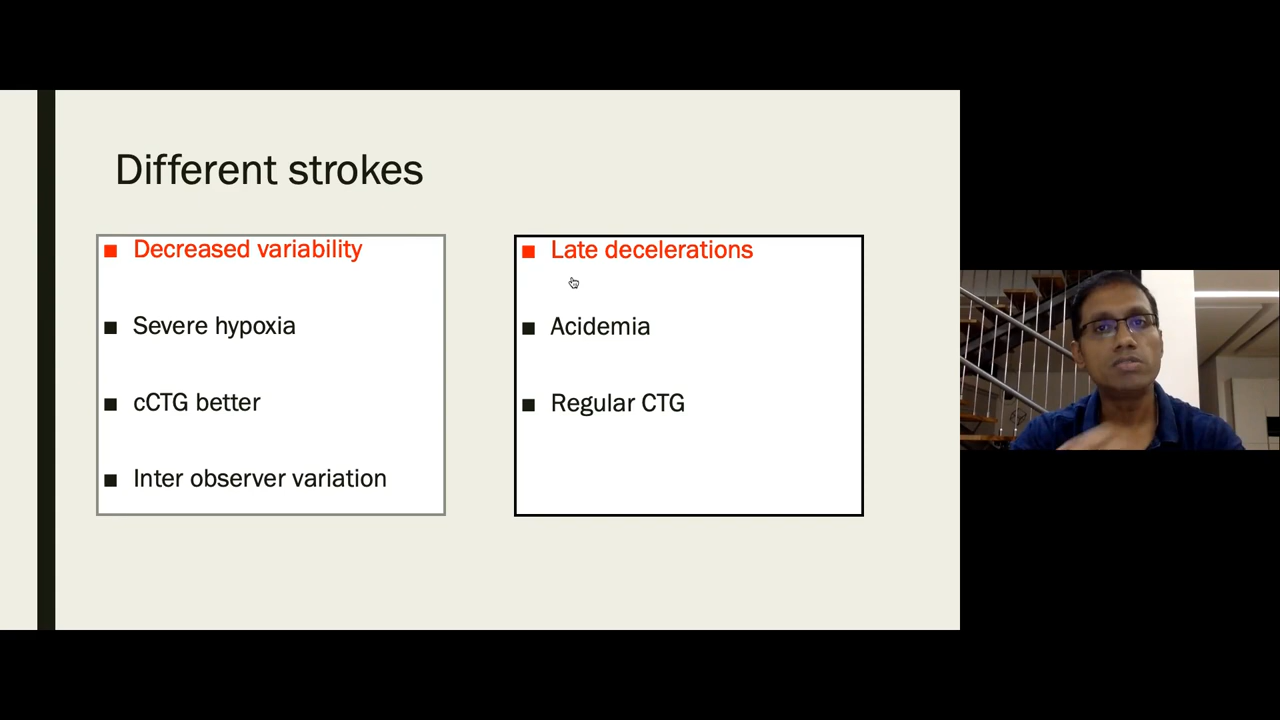 Different strokes
Decreased variability
Severe hypoxia
cCTG better
Inter observer variation
Late decelerations
Acidemia
Regular CTG